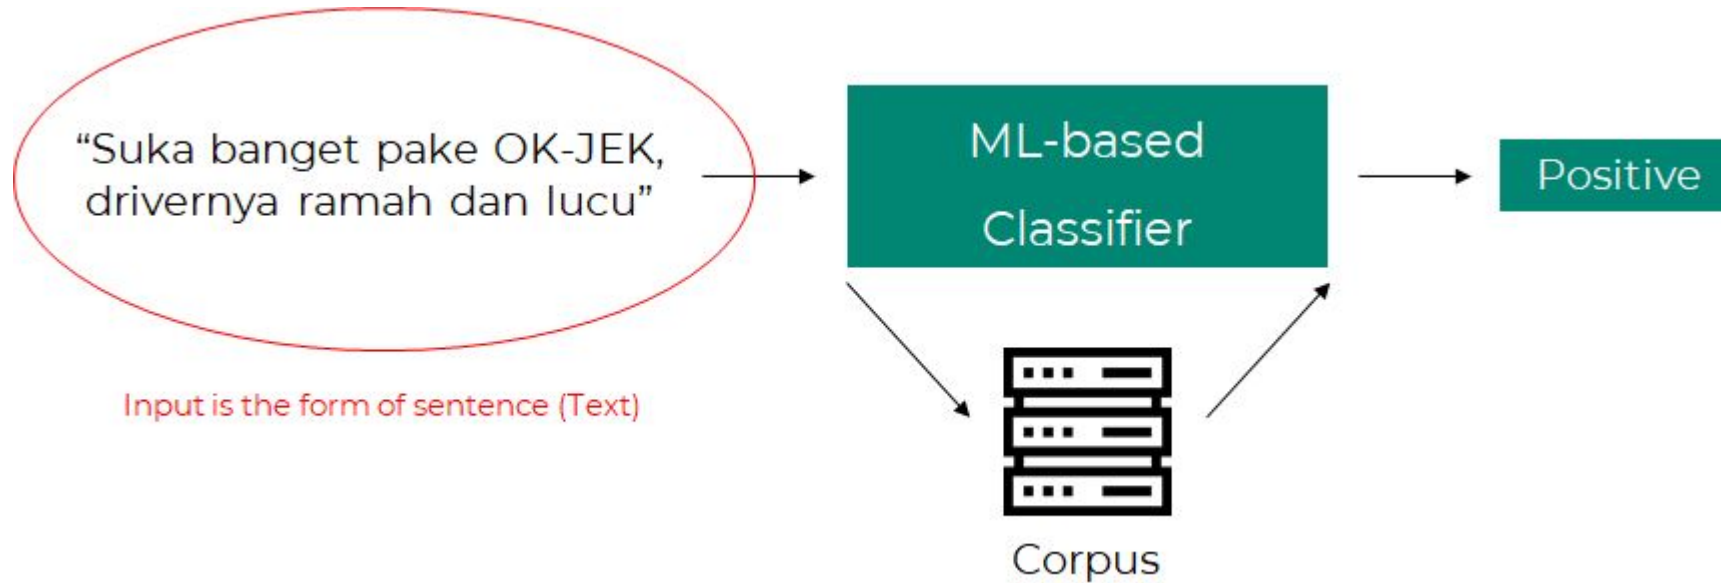 “Suka banget pake OK-JEK,
drivernya ramah dan lucu”
Input is the form of sentence (Text)
ML-based
Classifier
Corpus
Positive